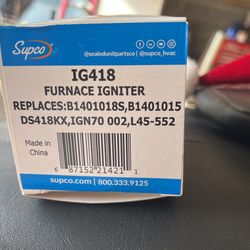 Supco
@sealedunitpartsco | @supco_hvac
IG418
FURNACE IGNITER
REPLACES:B1401018S,B1401015
DS418KX,IGN70 002,L45-552
Made in
China
6 87152 21421 1
supco.com | 800.333.9125